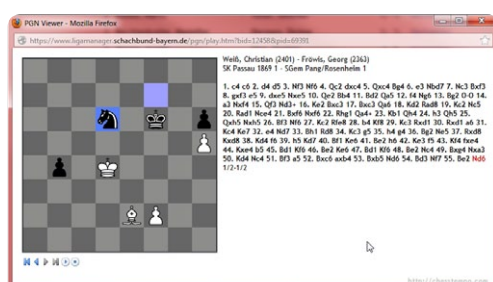 PGN Viewer - Mozilla Firefox
https://www.ligamanager.schachbund-bayern.de/pgn/play.htm?bid=32458&pid=69391
Weiß, Christian (2401) - Fröwis, Georg (2363)
SK Passau 1869 1 - SGem Pang/Rosenheim 1
1. c4 c6 2. d4 d5 3. Nf3 Nf6 4. Qc2 dxc4 5. Qxc4 Bg4 6. e3 Nbd7 7. Nc3 Bxf3
8. gxf3 e5 9. dxe5 Nxe5 10. Qe2 Bb4 11. Bd2 Qa5 12. f4 Ng6 13. Bg2 0-0 14.
a3 Nxf4 15. Qf3 Nd3+ 16. Ke2 Bxc3 17. Bxc3 Qa6 18. Kd2 Rad8 19. Kc2 Nc5
20. Rad1 Nce4 21. Bxf6 Nxf6 22. Rhg1 Qa4+ 23. Kb1 Qh4 24. h3 Qh5 25.
Qxh5 Nxh5 26. Bf3 Nf6 27. Kc2 Rfe8 28. b4 Kf8 29. Kc3 Rxd1 30. Rxd1 a6 31.
Kc4 Ke7 32. e4 Nd7 33. Bh1 Rd8 34. Kc3 g5 35. h4 g4 36. Bg2 Ne5 37. Rxd8
Kxd8 38. Kd4 f6 39. h5 Kd7 40. Bf1 Ke6 41. Be2 h6 42. Ke3 f5 43. Kf4 fxe4
44. Kxe4 b5 45. Bd1 Kf6 46. Be2 Ke6 47. Bd1 Kf6 48. Be2 Nc4 49. Bxg4 Nxa3
50. Kd4 Nc4 51. Bf3 a5 52. Bxc6 axb4 53. Bxb5 Nd6 54. Bd3 Nf7 55. Be2 Nd6
1/2-1/2